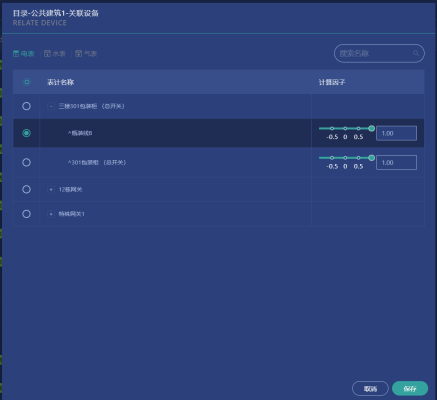 目录-公共建筑1-关联设备
RELATE DEVICE
电表 水表 气表
搜索名称
表计名称 计算因子
三楼301包装柜 (总开关)
^瓶装线B
-0.5 0 0.5 1.00
^301包装柜 (总开关)
-0.5 0 0.5 1.00
12栋网关
特殊网关1
取消 保存